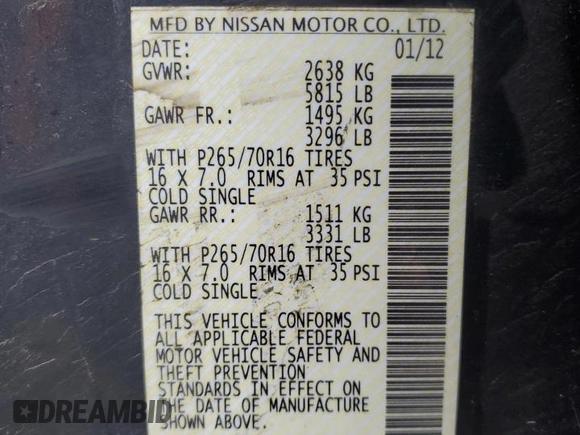 MFD BY NISSAN MOTOR CO., LTD.
DATE: 01/12
GVWR: 2638 KG
5815 LB
GAWR FR.: 1495 KG
3296 LB
WITH P265/70R16 TIRES
16 X 7.0 RIMS AT 35 PSI
COLD SINGLE
GAWR RR.: 1511 KG
3331 LB
WITH P265/70R16 TIRES
16 X 7.0 RIMS AT 35 PSI
COLD SINGLE
THIS VEHICLE CONFORMS TO
ALL APPLICABLE FEDERAL
MOTOR VEHICLE SAFETY AND
THEFT PREVENTION
STANDARDS IN EFFECT ON
THE DATE OF MANUFACTURE
SHOWN ABOVE.
DREAMBID